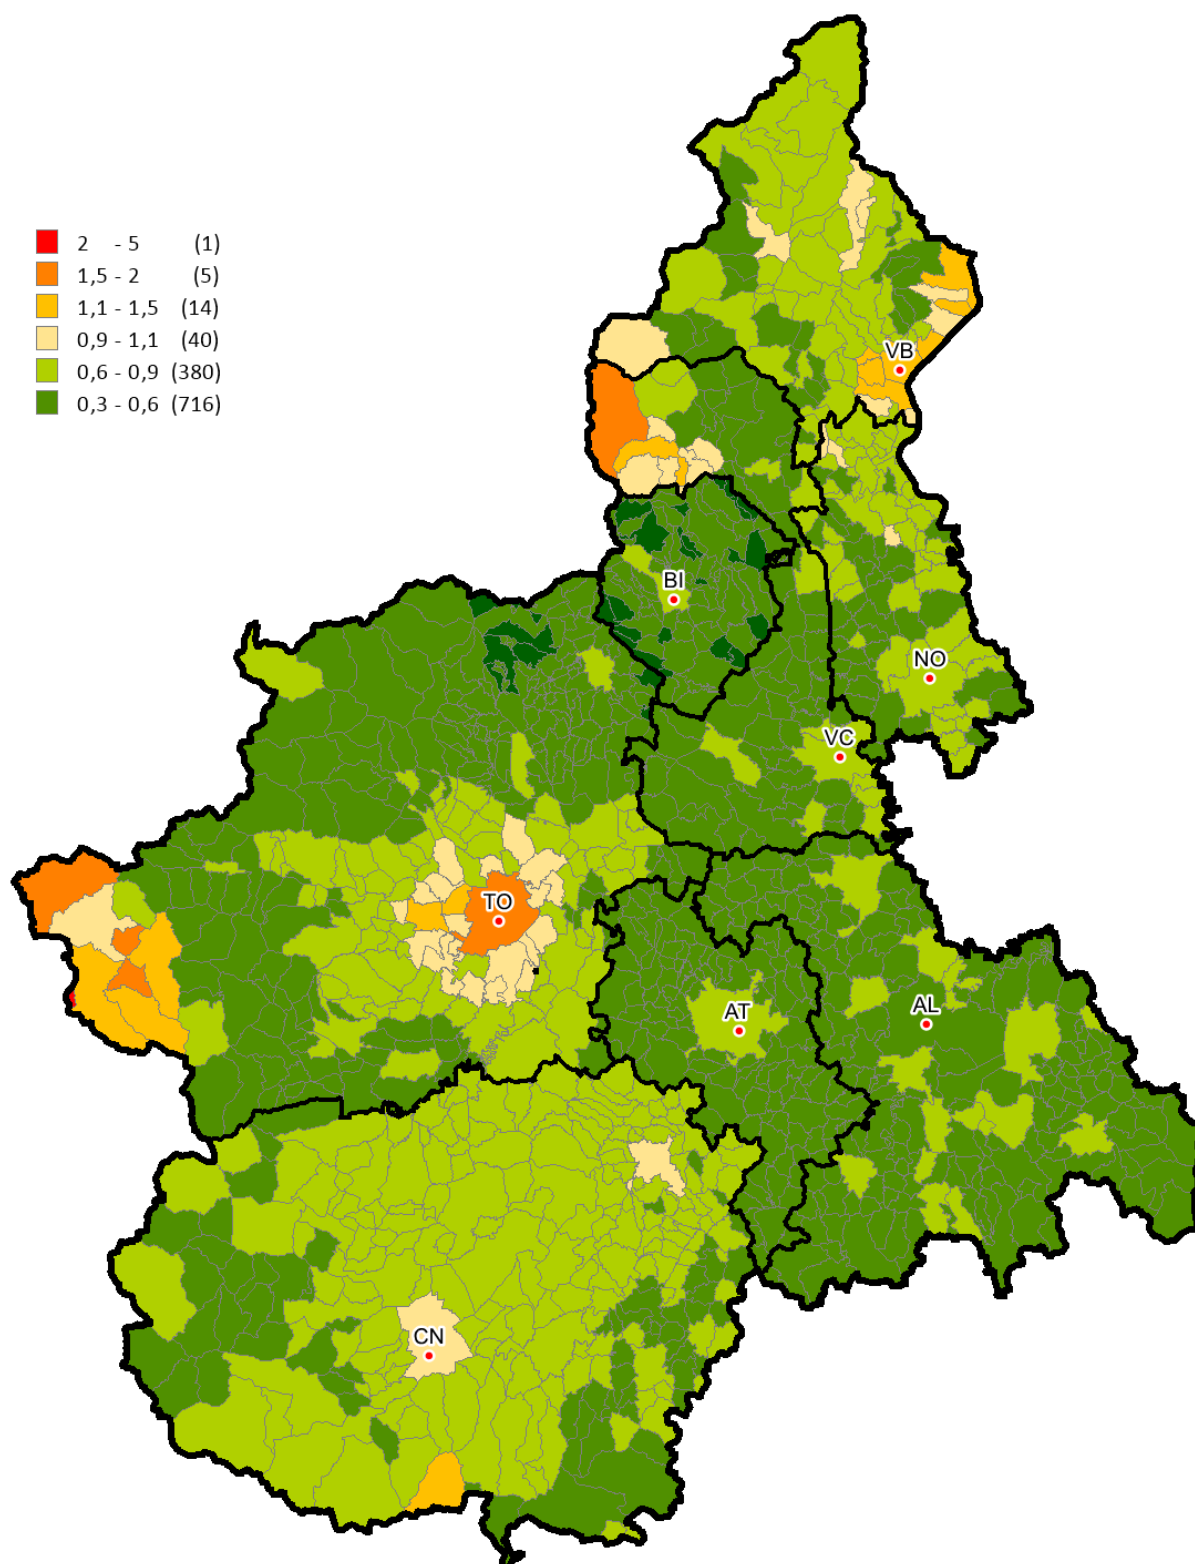 2 - 5 (1)
1,5 - 2 (5)
1,1 - 1,5 (14)
0,9 - 1,1 (40)
0,6 - 0,9 (380)
0,3 - 0,6 (716)
VB
BI
NO
VC
TO
AT
AL
CN